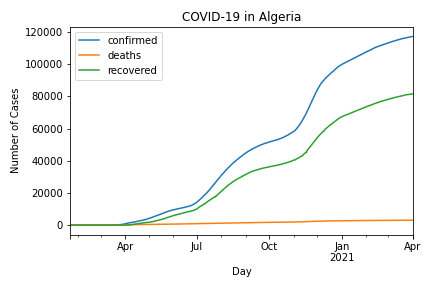 COVID-19 in Algeria
confirmed
deaths
recovered
Number of Cases
120000
100000
80000
60000
40000
20000
0
Apr
Jul
Oct
Jan
2021
Apr
Day